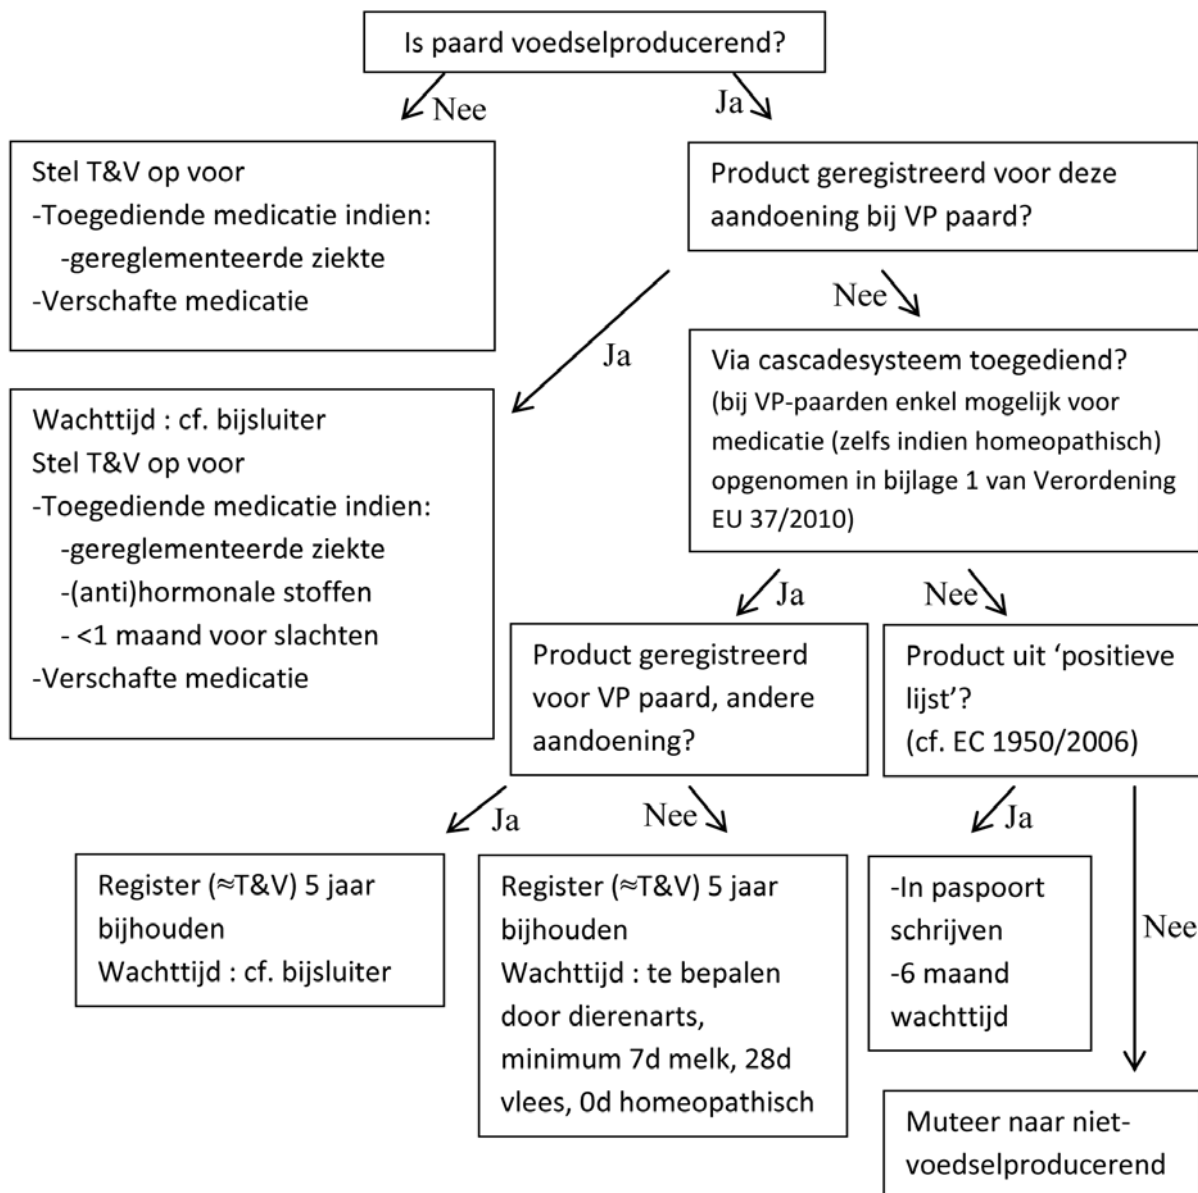 Is paard voedselproducerend?
Nee
Ja
Stel T&V op voor
-Toegediende medicatie indien:
-gereglementeerde ziekte
-Verschafte medicatie
Product geregistreerd voor deze
aandoening bij VP paard?
Ja
Nee
Wachttijd : cf. bijsluiter
Stel T&V op voor
-Toegediende medicatie indien:
-gereglementeerde ziekte
-(anti)hormonale stoffen
- <1 maand voor slachten
-Verschafte medicatie
Via cascadesysteem toegediend?
(bij VP-paarden enkel mogelijk voor
medicatie (zelfs indien homeopathisch)
opgenomen in bijlage 1 van Verordening
EU 37/2010)
Ja
Nee
Product geregistreerd
voor VP paard, andere
aandoening?
Product uit ‘positieve
lijst’?
(cf. EC 1950/2006)
Ja
Nee
Ja
Nee
Register (≈T&V) 5 jaar
bijhouden
Wachttijd : cf. bijsluiter
Register (≈T&V) 5 jaar
bijhouden
Wachttijd : te bepalen
door dierenarts,
minimum 7d melk, 28d
vlees, 0d homeopathisch
-In paspoort
schrijven
-6 maand
wachttijd
Muteer naar niet-
voedselproducerend